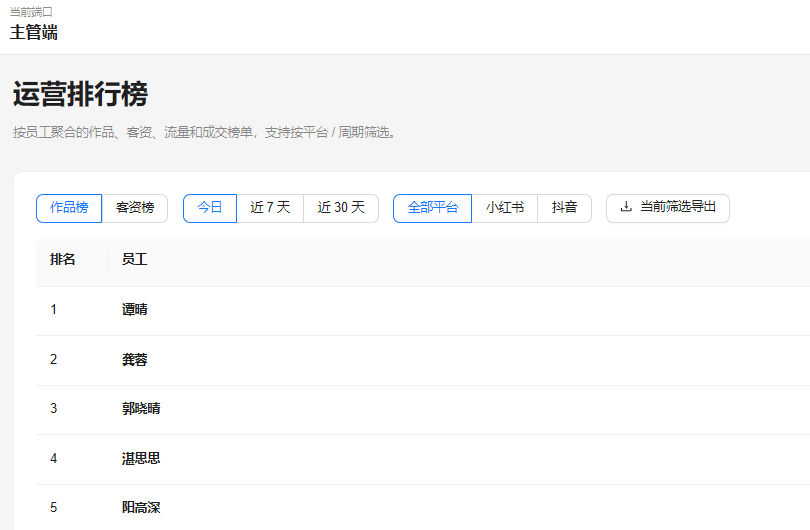 当前端口
主管端
运营排行榜
按员工聚合的作品、客资、流量和成交榜单，支持按平台 / 周期筛选。
作品榜 客资榜 今日 近 7 天 近 30 天 全部平台 小红书 抖音 当前筛选导出
排名 员工
1 谭晴
2 龚蓉
3 郭晓晴
4 湛思思
5 阳高深